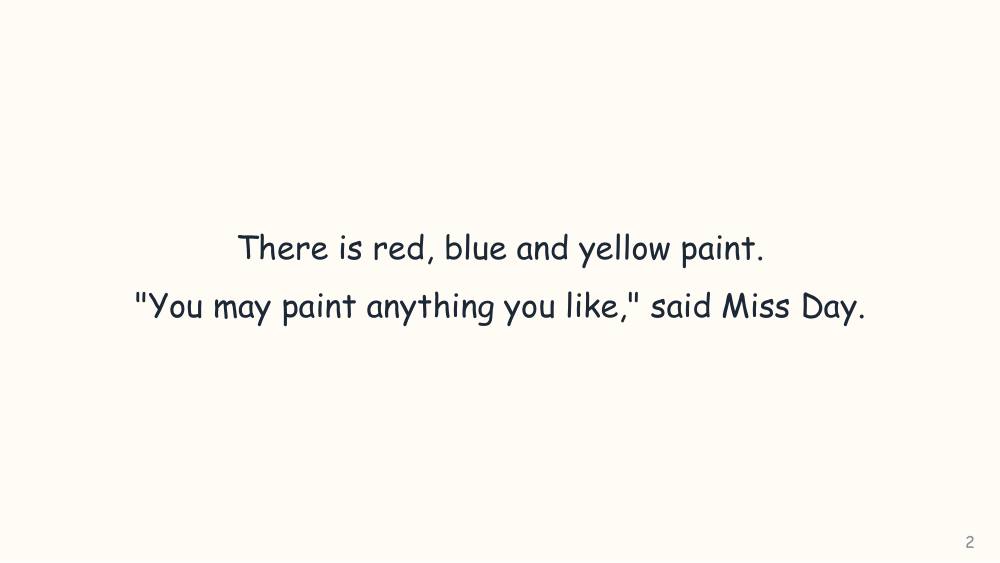 There is red, blue and yellow paint.
"You may paint anything you like," said Miss Day.
2